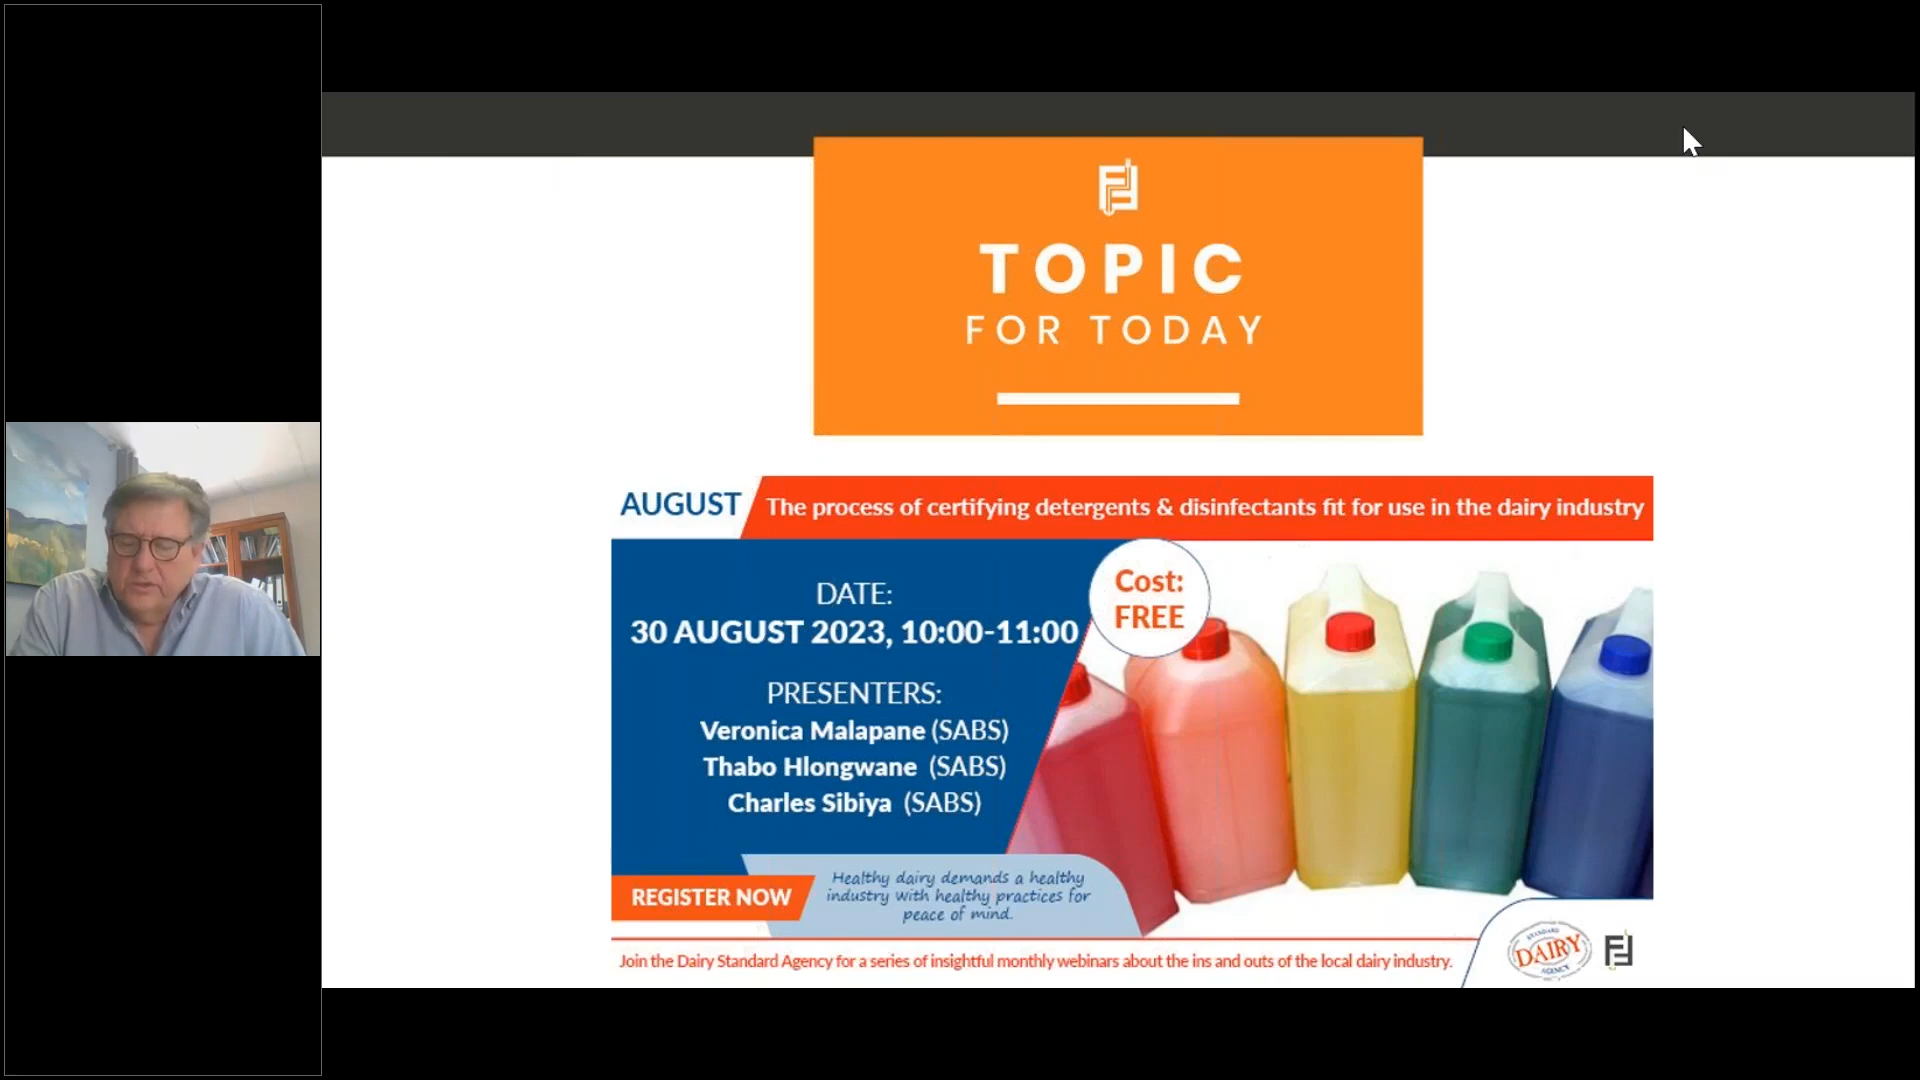 TOPIC
FOR TODAY
AUGUST
The process of certifying detergents & disinfectants fit for use in the dairy industry
DATE:
30 AUGUST 2023, 10:00-11:00
Cost:
FREE
PRESENTERS:
Veronica Malapane (SABS)
Thabo Hlongwane (SABS)
Charles Sibiya (SABS)
REGISTER NOW
Healthy dairy demands a healthy
industry with healthy practices for
peace of mind.
Join the Dairy Standard Agency for a series of insightful monthly webinars about the ins and outs of the local dairy industry.
STANDARD
DAIRY
AGENCY